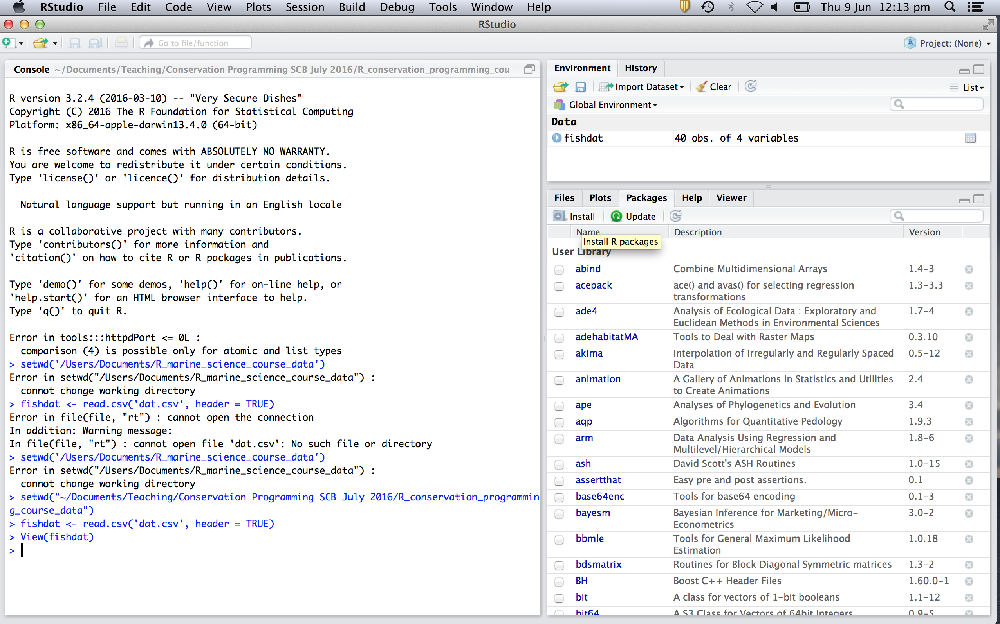 RStudio File Edit Code View Plots Session Build Debug Tools Window Help Thu 9 Jun 12:13 pm
RStudio
Go to file/function Project: (None)
Console ~/Documents/Teaching/Conservation Programming SCB July 2016/R_conservation_programming_cou
R version 3.2.4 (2016-03-10) -- "Very Secure Dishes"
Copyright (C) 2016 The R Foundation for Statistical Computing
Platform: x86_64-apple-darwin13.4.0 (64-bit)
R is free software and comes with ABSOLUTELY NO WARRANTY.
You are welcome to redistribute it under certain conditions.
Type 'license()' or 'licence()' for distribution details.
Natural language support but running in an English locale
R is a collaborative project with many contributors.
Type 'contributors()' for more information and
'citation()' on how to cite R or R packages in publications.
Type 'demo()' for some demos, 'help()' for on-line help, or
'help.start()' for an HTML browser interface to help.
Type 'q()' to quit R.
Error in tools:::httpdPort <= 0L :
comparison (4) is possible only for atomic and list types
> setwd('/Users/Documents/R_marine_science_course_data')
Error in setwd("/Users/Documents/R_marine_science_course_data") :
cannot change working directory
> fishdat <- read.csv('dat.csv', header = TRUE)
Error in file(file, "rt") : cannot open the connection
In addition: Warning message:
In file(file, "rt") : cannot open file 'dat.csv': No such file or directory
> setwd('/Users/Documents/R_marine_science_course_data')
Error in setwd("/Users/Documents/R_marine_science_course_data") :
cannot change working directory
> setwd("~/Documents/Teaching/Conservation Programming SCB July 2016/R_conservation_programmin
g_course_data")
> fishdat <- read.csv('dat.csv', header = TRUE)
> View(fishdat)
>
Environment History
Import Dataset Clear List
Global Environment
Data
fishdat 40 obs. of 4 variables
Files Plots Packages Help Viewer
Install Update
Name Description Version
Install R packages
User Library
abind Combine Multidimensional Arrays 1.4-3
acepack ace() and avas() for selecting regression 1.3-3.3
transformations
ade4 Analysis of Ecological Data : Exploratory and 1.7-4
Euclidean Methods in Environmental Sciences
adehabitatMA Tools to Deal with Raster Maps 0.3.10
akima Interpolation of Irregularly and Regularly Spaced 0.5-12
Data
animation A Gallery of Animations in Statistics and Utilities 2.4
to Create Animations
ape Analyses of Phylogenetics and Evolution 3.4
aqp Algorithms for Quantitative Pedology 1.9.3
arm Data Analysis Using Regression and 1.8-6
Multilevel/Hierarchical Models
ash David Scott's ASH Routines 1.0-15
assertthat Easy pre and post assertions. 0.1
base64enc Tools for base64 encoding 0.1-3
bayesm Bayesian Inference for Marketing/Micro- 3.0-2
Econometrics
bbmle Tools for General Maximum Likelihood 1.0.18
Estimation
bdsmatrix Routines for Block Diagonal Symmetric matrices 1.3-2
BH Boost C++ Header Files 1.60.0-1
bit A class for vectors of 1-bit booleans 1.1-12
bit64 A S3 Class for Vectors of 64bit Integers 0.9-5